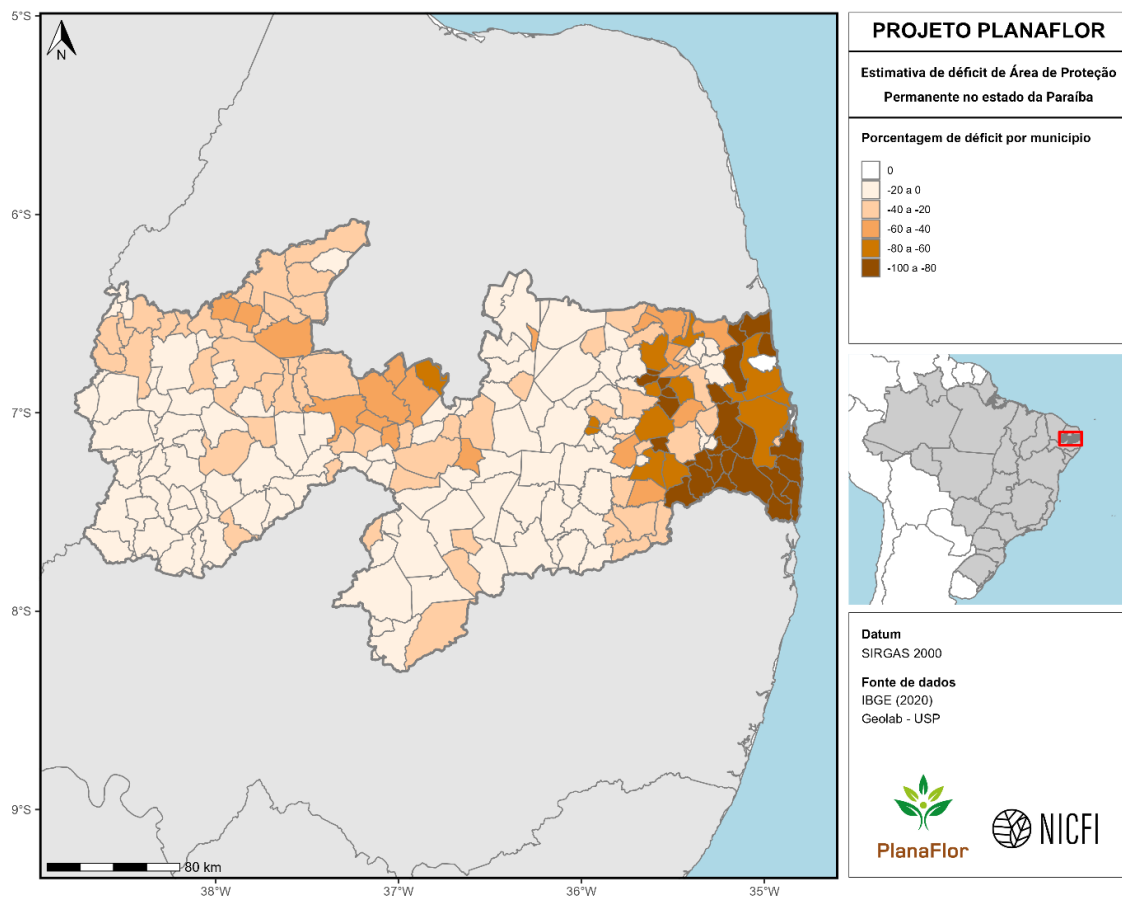 5°S
6°S
7°S
8°S
9°S
N
80 km
38°W
37°W
36°W
35°W
PROJETO PLANAFLOR
Estimativa de déficit de Área de Proteção
Permanente no estado da Paraíba
Porcentagem de déficit por município
0
-20 a 0
-40 a -20
-60 a -40
-80 a -60
-100 a -80
Datum
SIRGAS 2000
Fonte de dados
IBGE (2020)
Geolab - USP
PlanaFlor
NICFI